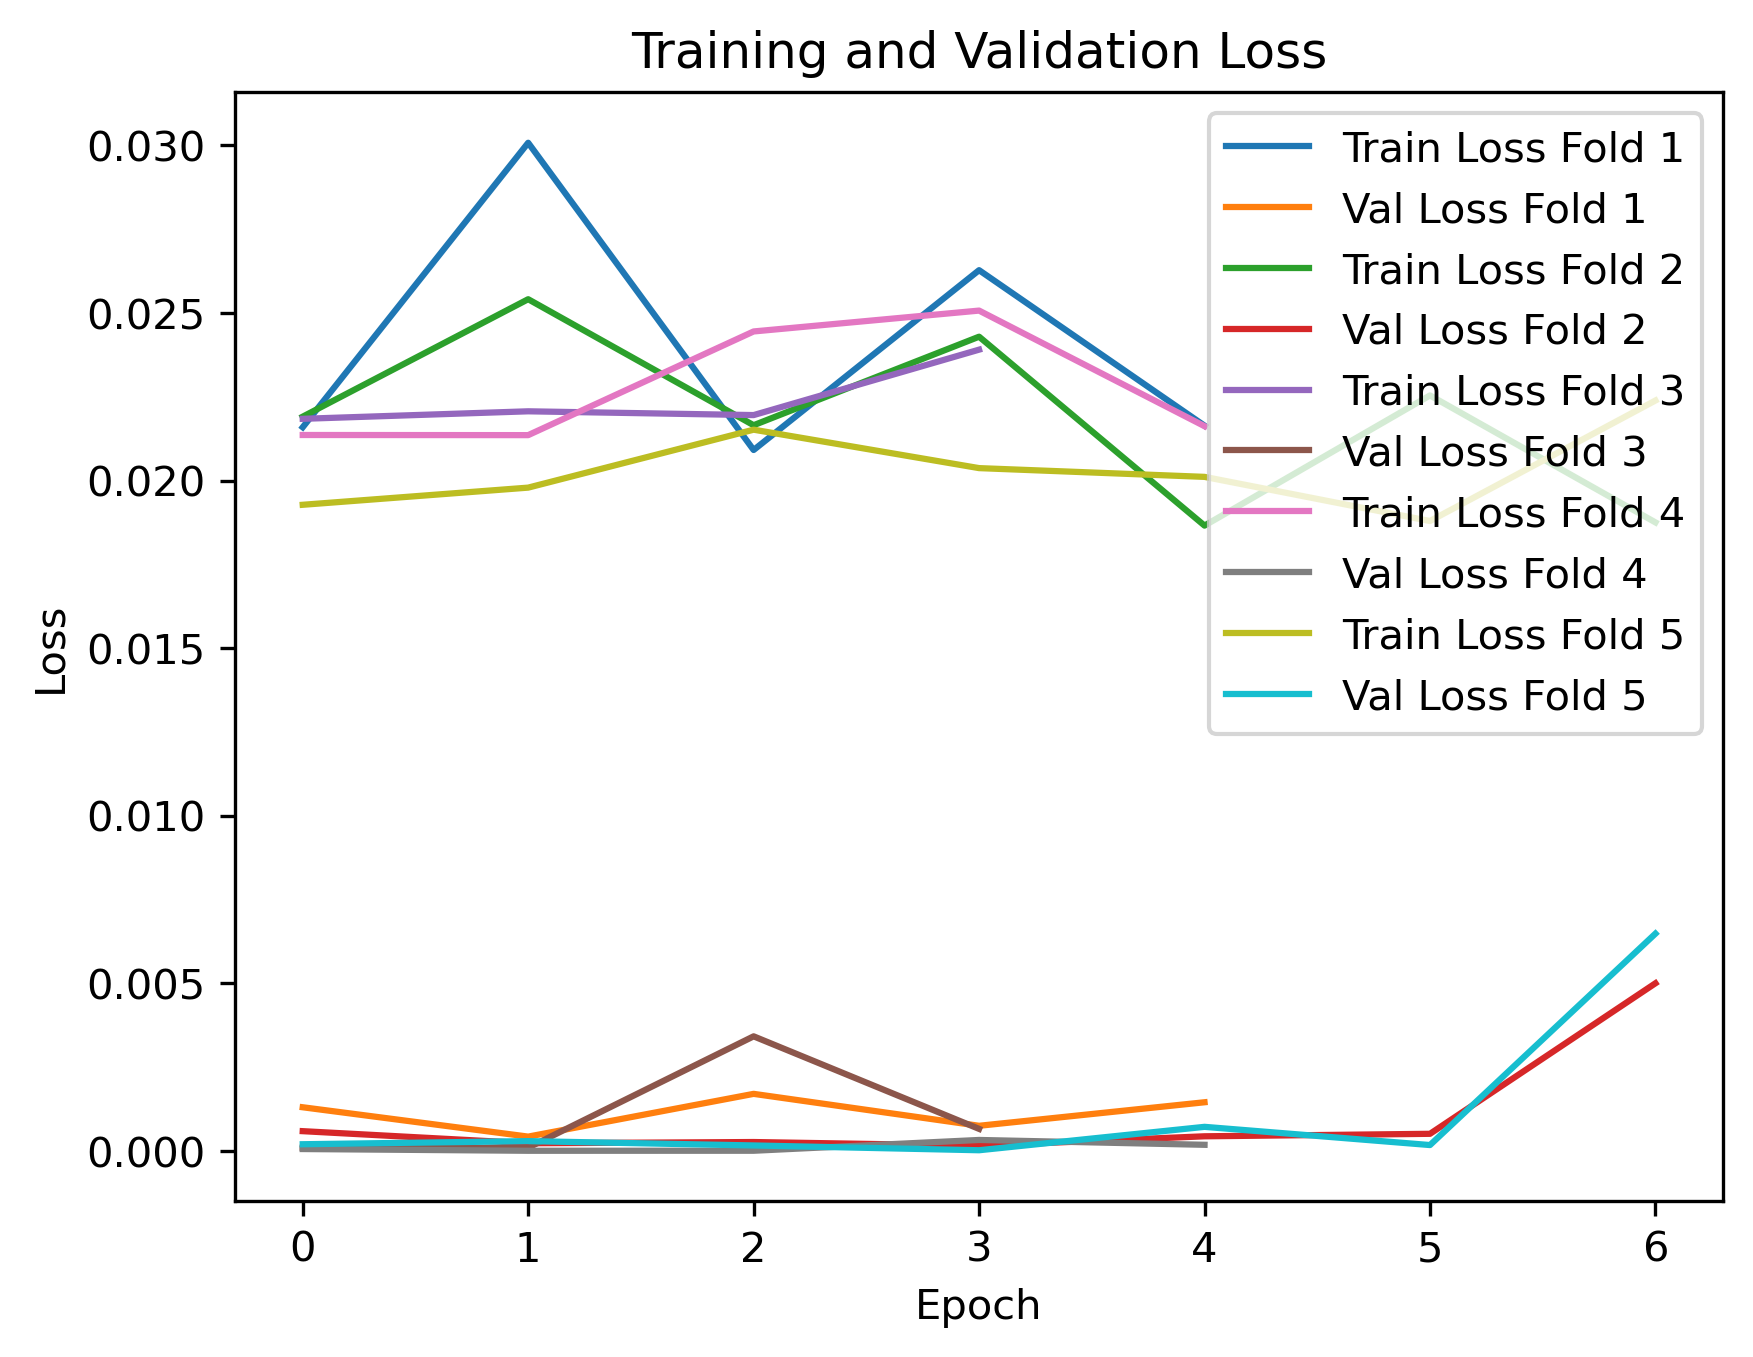 Training and Validation Loss
0.030
0.025
0.020
0.015
0.010
0.005
0.000
Loss
Train Loss Fold 1
Val Loss Fold 1
Train Loss Fold 2
Val Loss Fold 2
Train Loss Fold 3
Val Loss Fold 3
Train Loss Fold 4
Val Loss Fold 4
Train Loss Fold 5
Val Loss Fold 5
0 1 2 3 4 5 6
Epoch